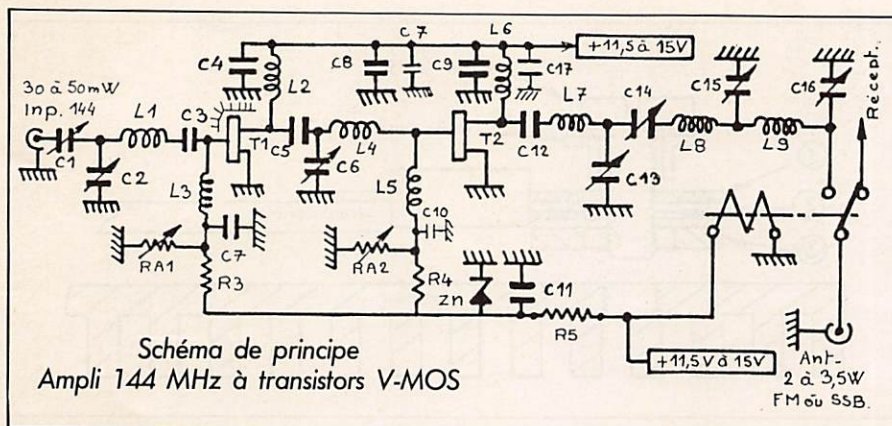 C4
L2
C8
C7
C9
L6
C17
+11,5 à 15V
C15
C16
Récept.
30 à 50mW
Inp. 144
C1
L1
C3
T1
C5
L4
T2
C12
L7
C14
L8
L9
C2
L3
C6
L5
C13
RA1
C7
R3
RA2
C10
R4
Zn
C11
R5
+11,5V à 15V
Ant_
2 à 3,5W
FM où SSB.
Schéma de principe
Ampli 144 MHz à transistors V-MOS